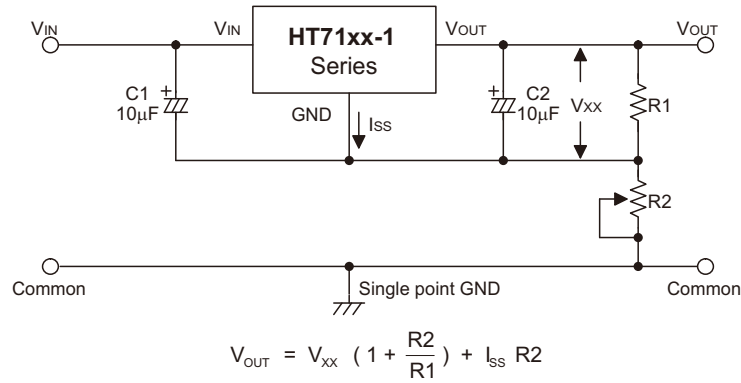 VIN VIN HT71xx-1 VOUT VOUT
Series
C1
10μF
GND
ISS
C2
10μF
VXX
R1
R2
Common
Single point GND
Common
VOUT = VXX ( 1 + R2/R1 ) + ISS R2